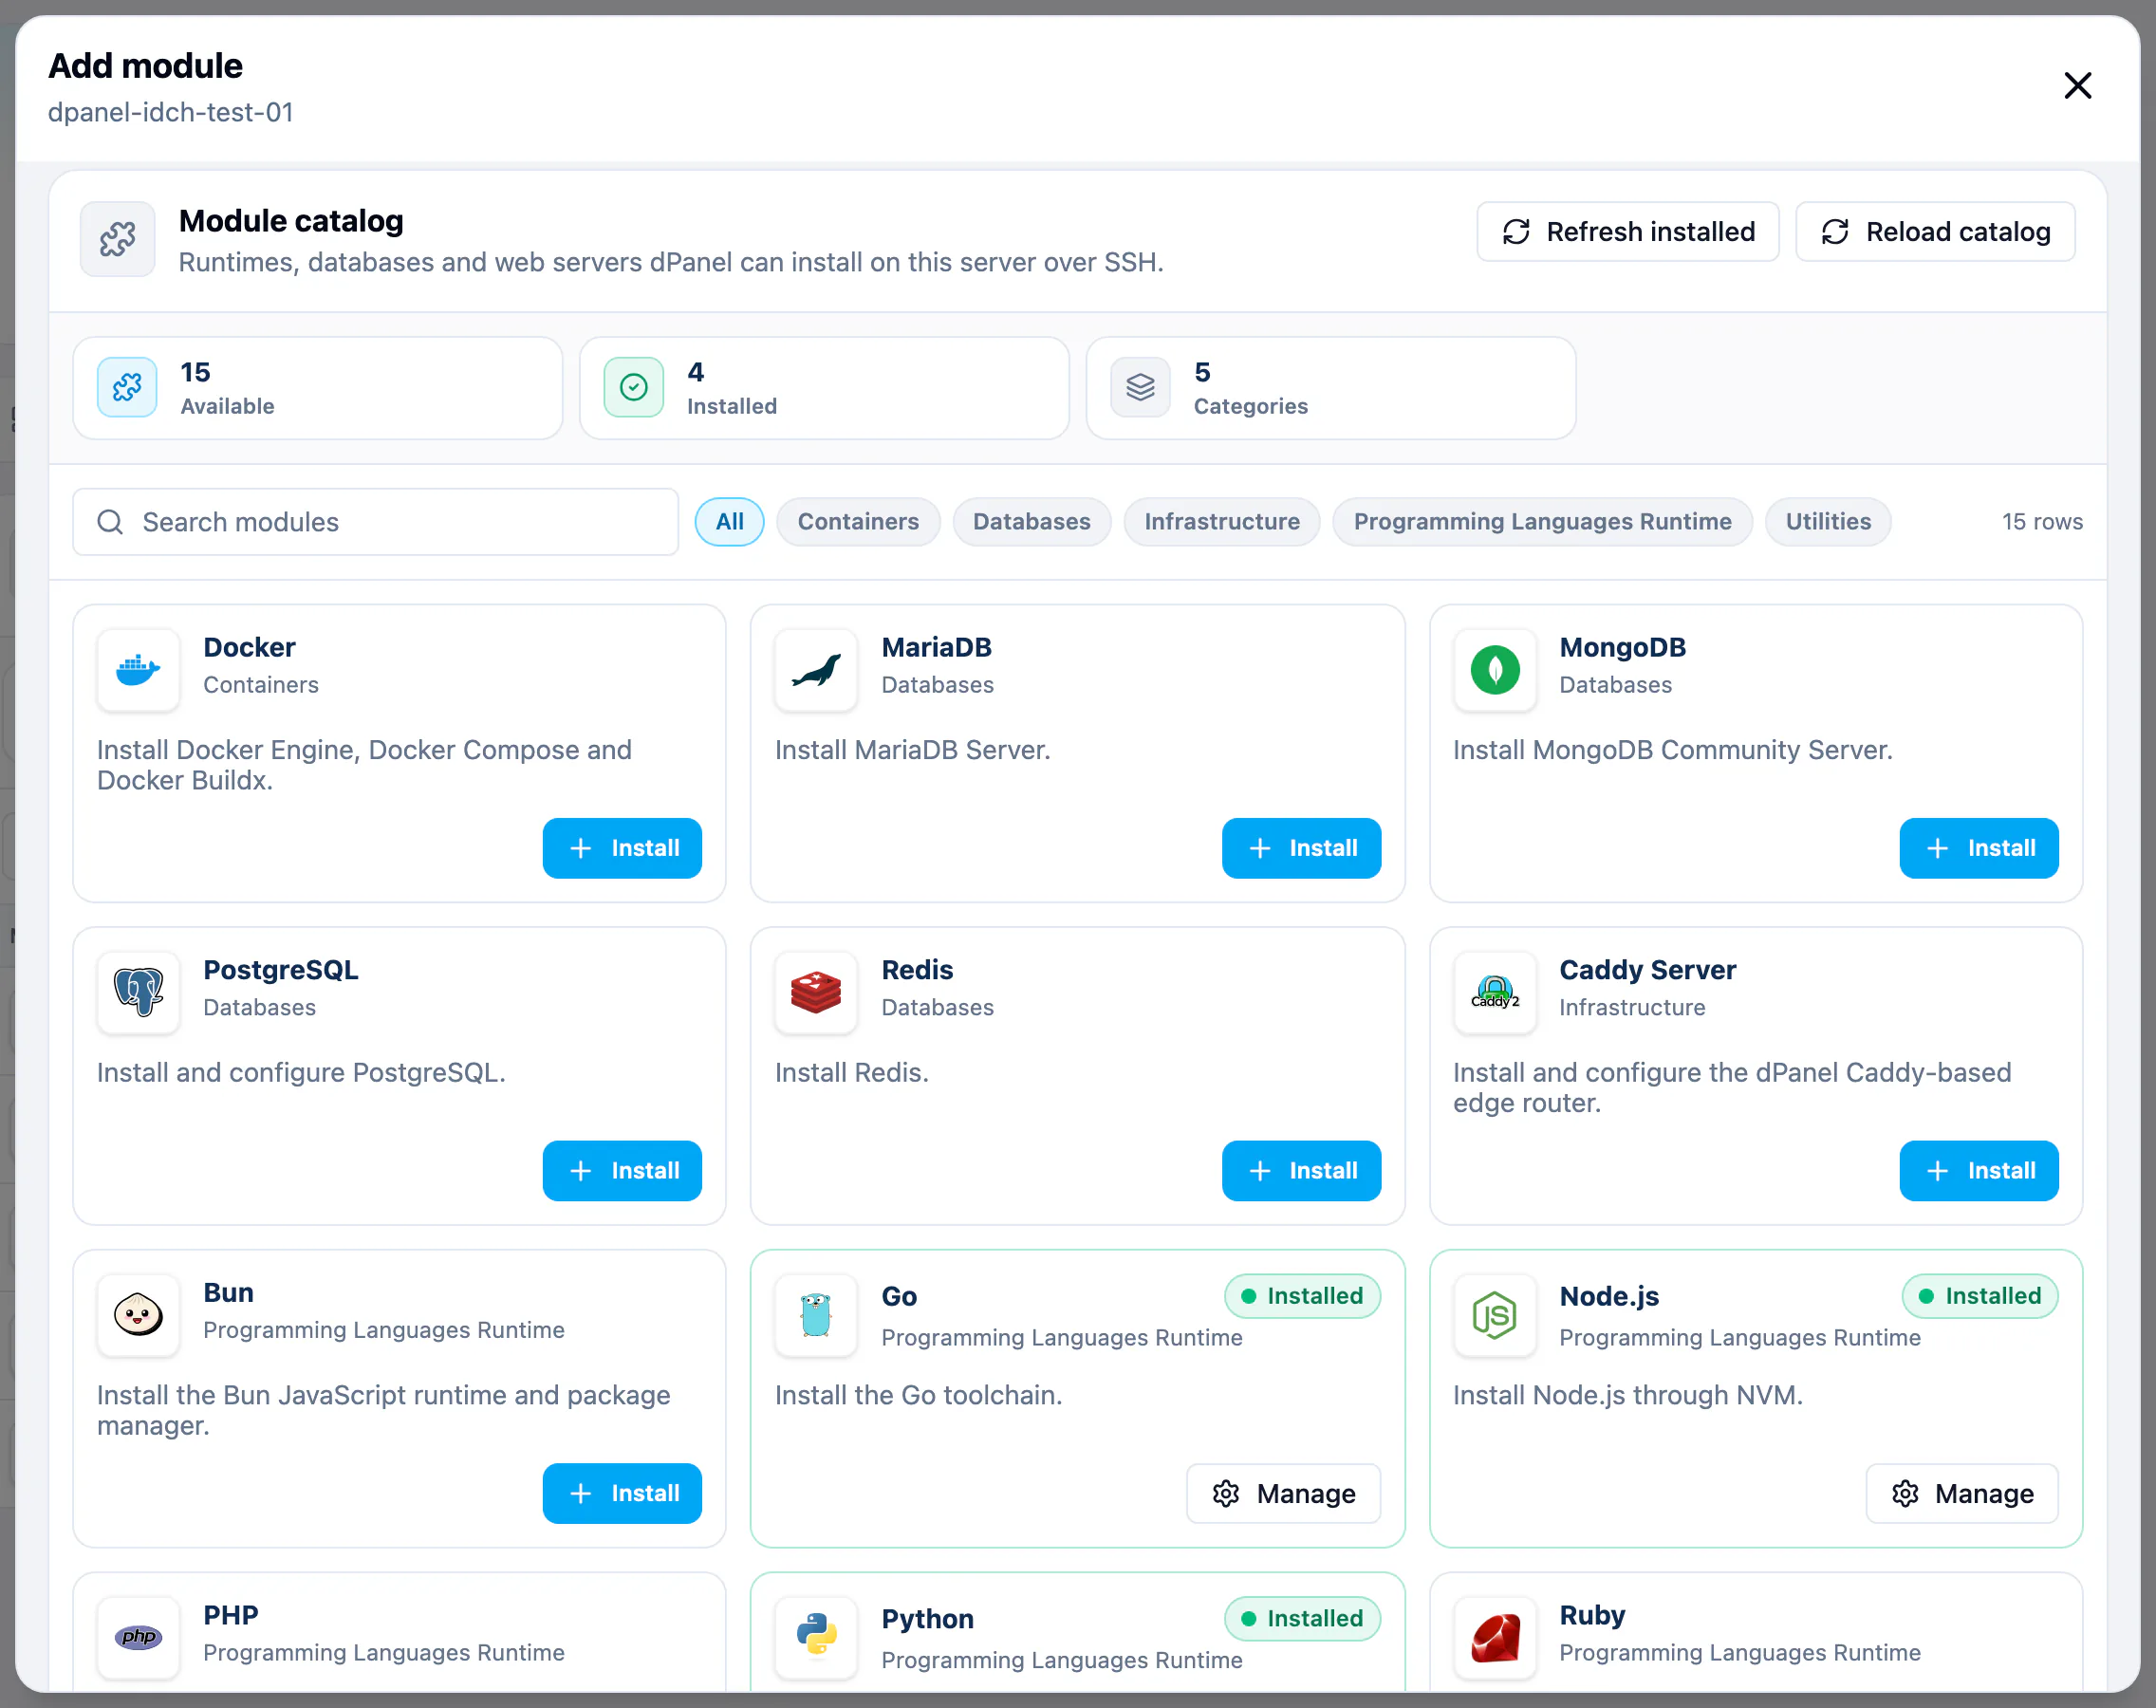 Add module
dpanel-idch-test-01
Module catalog
Runtimes, databases and web servers dPanel can install on this server over SSH.
Refresh installed
Reload catalog
15
Available
4
Installed
5
Categories
Search modules
All
Containers
Databases
Infrastructure
Programming Languages Runtime
Utilities
15 rows
Docker
Containers
Install Docker Engine, Docker Compose and
Docker Buildx.
Install
MariaDB
Databases
Install MariaDB Server.
Install
MongoDB
Databases
Install MongoDB Community Server.
Install
PostgreSQL
Databases
Install and configure PostgreSQL.
Install
Redis
Databases
Install Redis.
Install
Caddy 2
Caddy Server
Infrastructure
Install and configure the dPanel Caddy-based
edge router.
Install
Bun
Programming Languages Runtime
Install the Bun JavaScript runtime and package
manager.
Install
Go
Installed
Programming Languages Runtime
Install the Go toolchain.
Manage
JS
Node.js
Installed
Programming Languages Runtime
Install Node.js through NVM.
Manage
php
PHP
Programming Languages Runtime
Python
Installed
Programming Languages Runtime
Ruby
Programming Languages Runtime